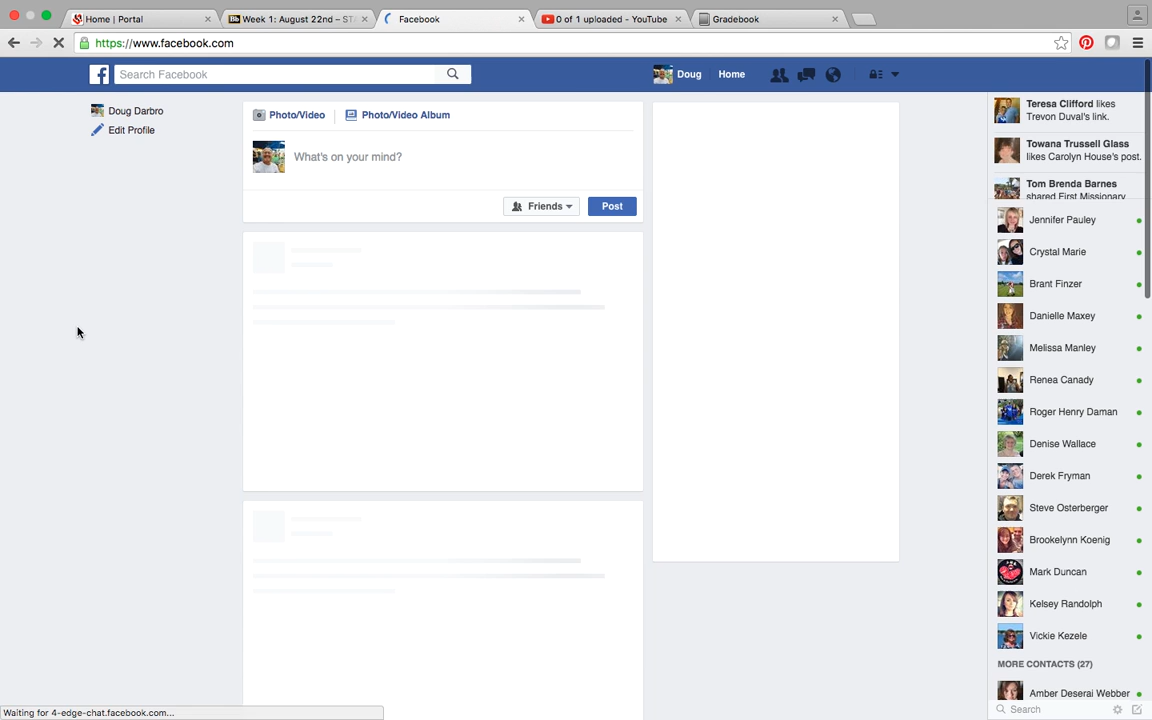 Home | Portal
Week 1: August 22nd – ST
Facebook
0 of 1 uploaded - YouTube
Gradebook
https://www.facebook.com
Search Facebook
Doug
Home
Doug Darbro
Edit Profile
Photo/Video
Photo/Video Album
What's on your mind?
Friends
Post
Teresa Clifford likes
Trevon Duval's link.
Towana Trussell Glass
likes Carolyn House's post.
Tom Brenda Barnes
shared First Missionary
Jennifer Pauley
Crystal Marie
Brant Finzer
Danielle Maxey
Melissa Manley
Renea Canady
Roger Henry Daman
Denise Wallace
Derek Fryman
Steve Osterberger
Brookelynn Koenig
Mark Duncan
Kelsey Randolph
Vickie Kezele
MORE CONTACTS (27)
Amber Deserai Webber
Search
Waiting for 4-edge-chat.facebook.com...